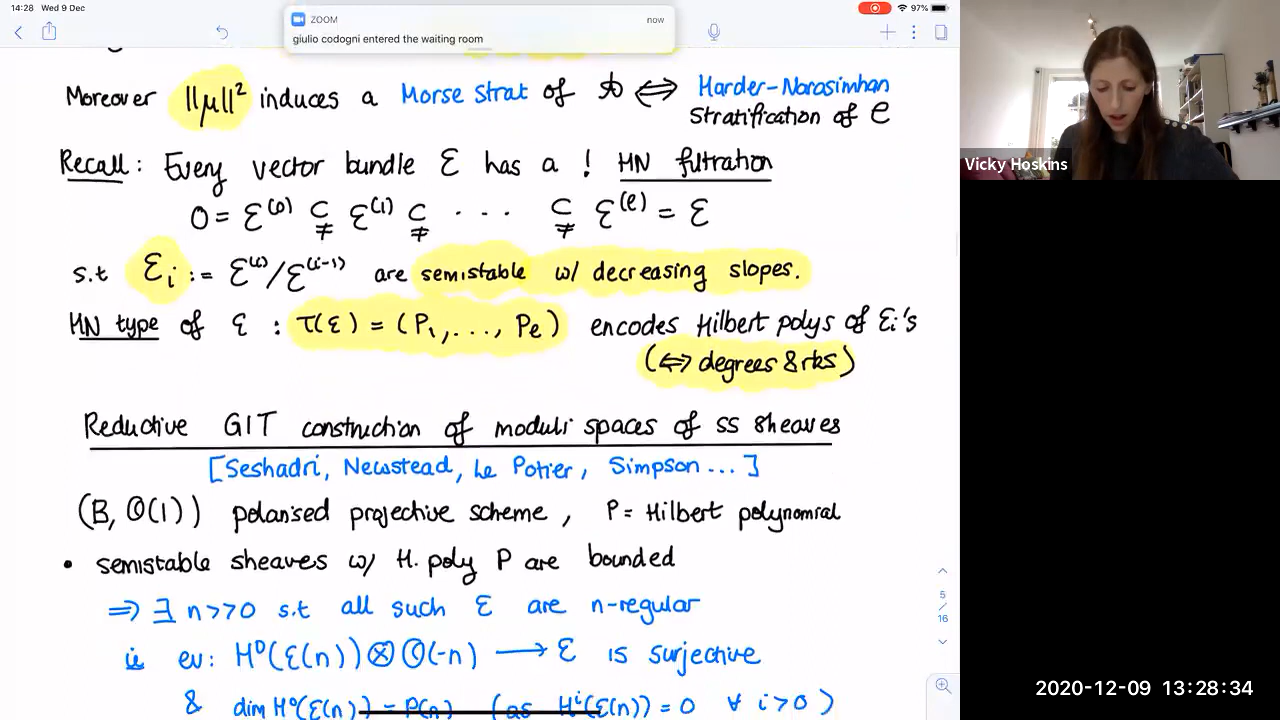 14:28 Wed 9 Dec
97%
ZOOM now
giulio codogni entered the waiting room
Moreover ||μ||² induces a Morse Strat of 𝒜 ⟺ Harder-Narasimhan
Stratification of 𝓔
Recall: Every vector bundle 𝓔 has a ! HN filtration
0 = 𝓔⁽⁰⁾ ⊊ 𝓔⁽¹⁾ ⊊ · · · ⊊ 𝓔⁽ˡ⁾ = 𝓔
s.t 𝓔ᵢ := 𝓔⁽ⁱ⁾/𝓔⁽ⁱ⁻¹⁾ are semistable w/ decreasing slopes.
HN type of 𝓔 : τ(𝓔) = (P₁, . . . , Pₗ) encodes Hilbert polys of 𝓔ᵢ's
(⟺ degrees & rks)
Reductive GIT construction of moduli spaces of ss sheaves
[Seshadri, Newstead, Le Potier, Simpson ...]
(B, O(1)) polarised projective scheme, P = Hilbert polynomial
• semistable sheaves w/ H. poly P are bounded
⟹ ∃ n>>0 s.t all such 𝓔 are n-regular
ie ev: H⁰(𝓔(n)) ⊗ O(-n) ⟶ 𝓔 is surjective
& dim H⁰(𝓔(n)) = P(n) (as Hⁱ(𝓔(n)) = 0 ∀ i>0 )
5
/
16
Vicky Hoskins
2020-12-09 13:28:34